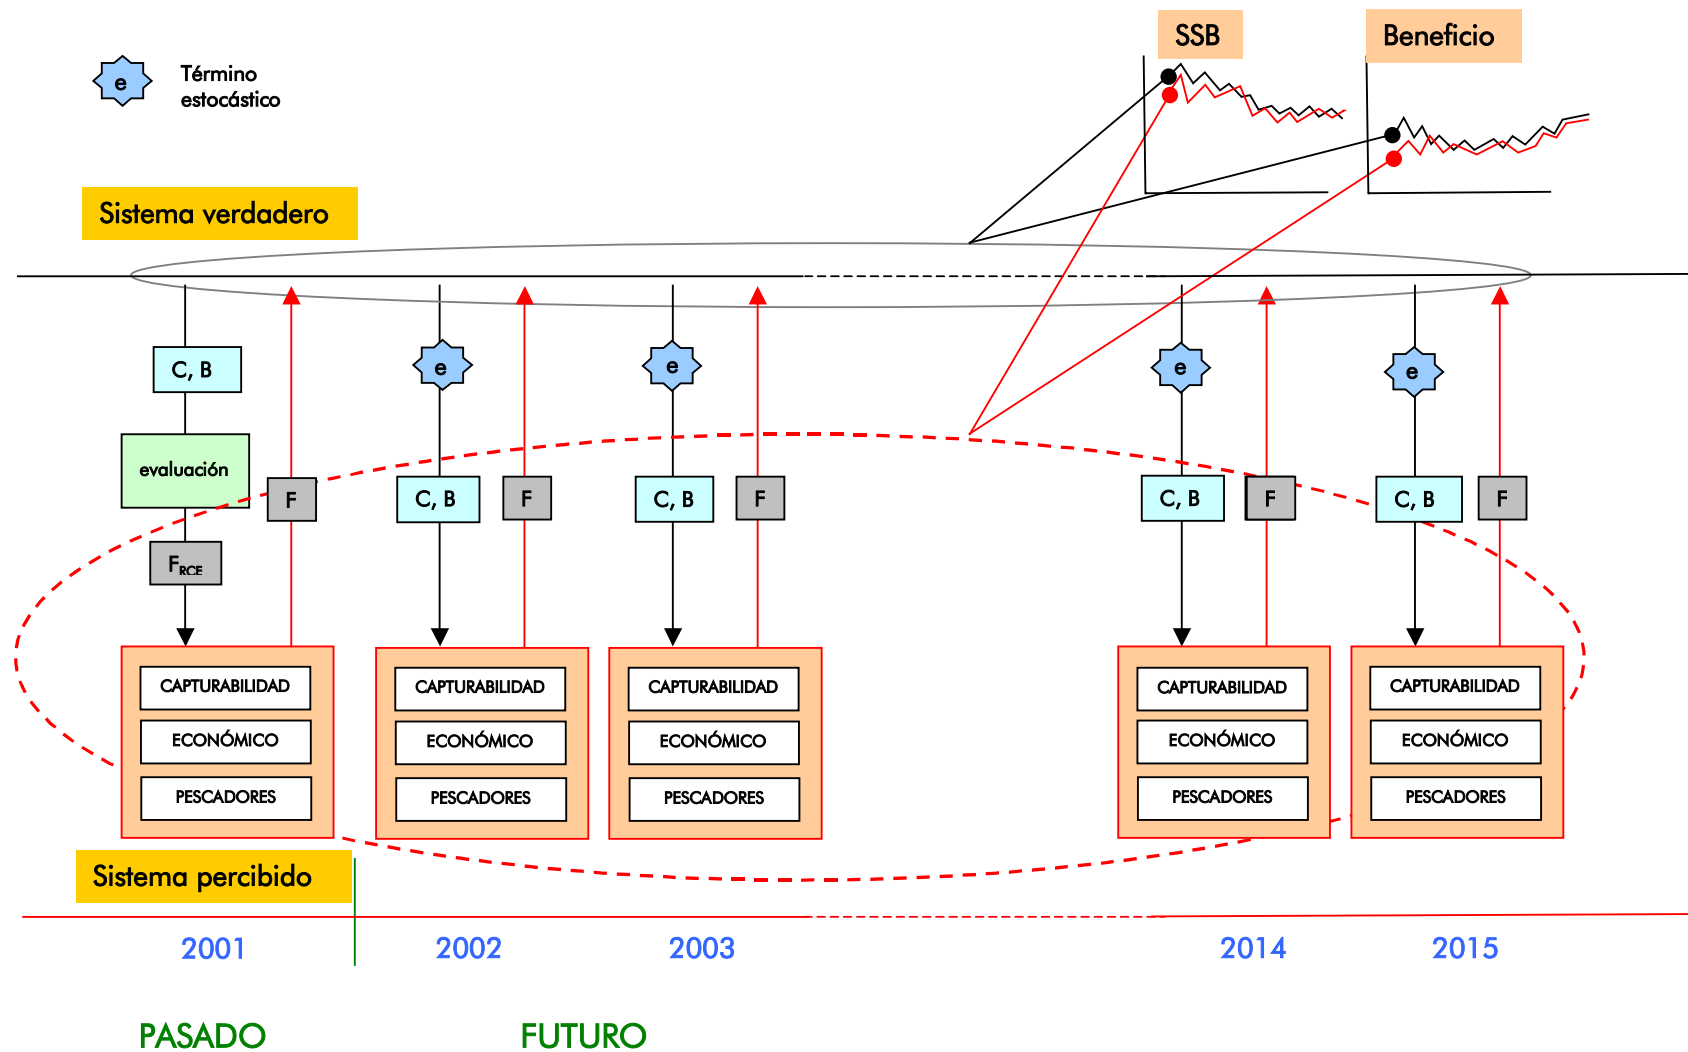 SSB
Beneficio
e
Término
estocástico
Sistema verdadero
C, B
e
e
e
e
evaluación
F
C, B
F
C, B
F
C, B
F
C, B
F
FRCE
CAPTURABILIDAD
CAPTURABILIDAD
CAPTURABILIDAD
CAPTURABILIDAD
CAPTURABILIDAD
ECONÓMICO
ECONÓMICO
ECONÓMICO
ECONÓMICO
ECONÓMICO
PESCADORES
PESCADORES
PESCADORES
PESCADORES
PESCADORES
Sistema percibido
2001
2002
2003
2014
2015
PASADO
FUTURO